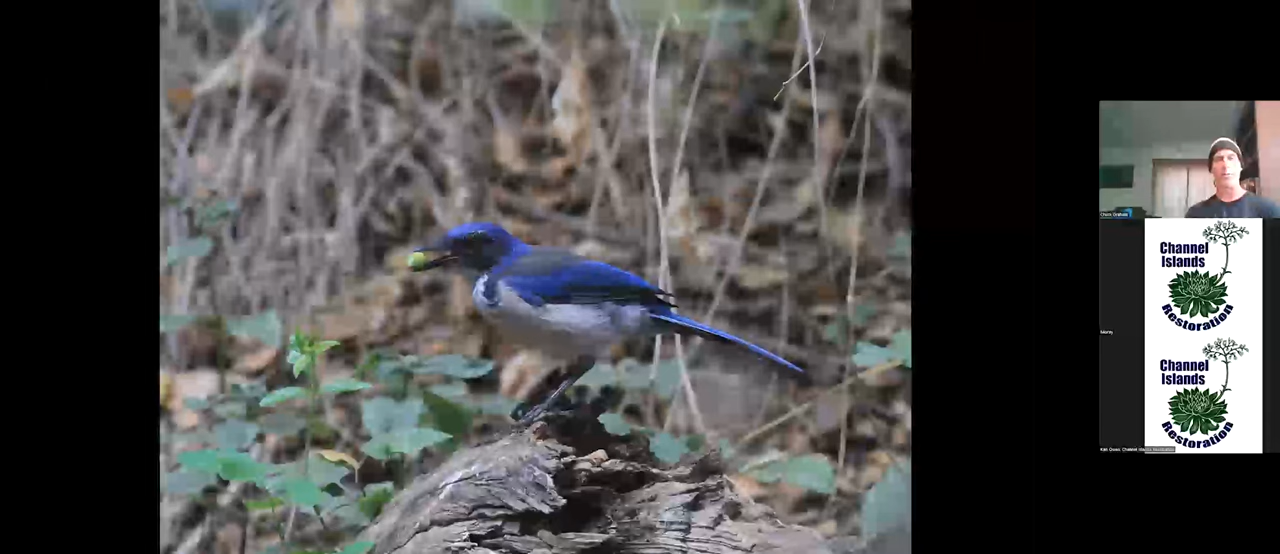 Channel
Islands
Restoration
Channel
Islands
Restoration